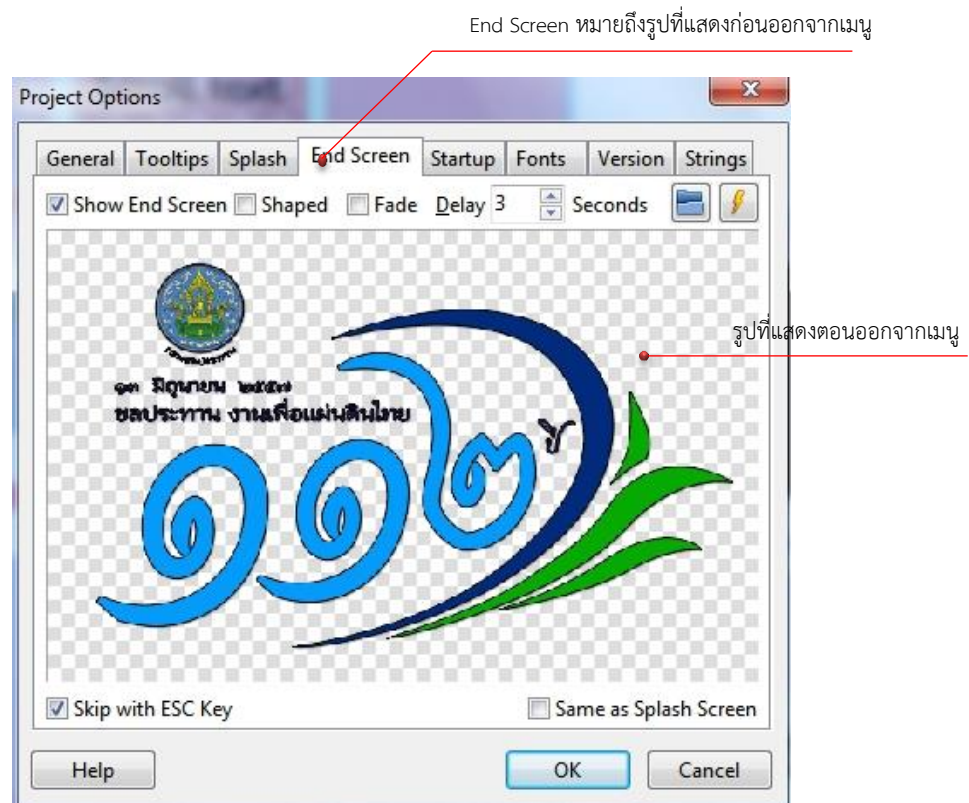 End Screen หมายถึงรูปที่แสดงก่อนออกจากเมนู
Project Options
General Tooltips Splash End Screen Startup Fonts Version Strings
Show End Screen Shaped Fade Delay 3 Seconds
รูปที่แสดงตอนออกจากเมนู
๑๓ มิถุนายน ๒๕๕๗
ชลประทาน งานเพื่อแผ่นดินไทย
๑๑๒ ปี
Skip with ESC Key Same as Splash Screen
Help OK Cancel